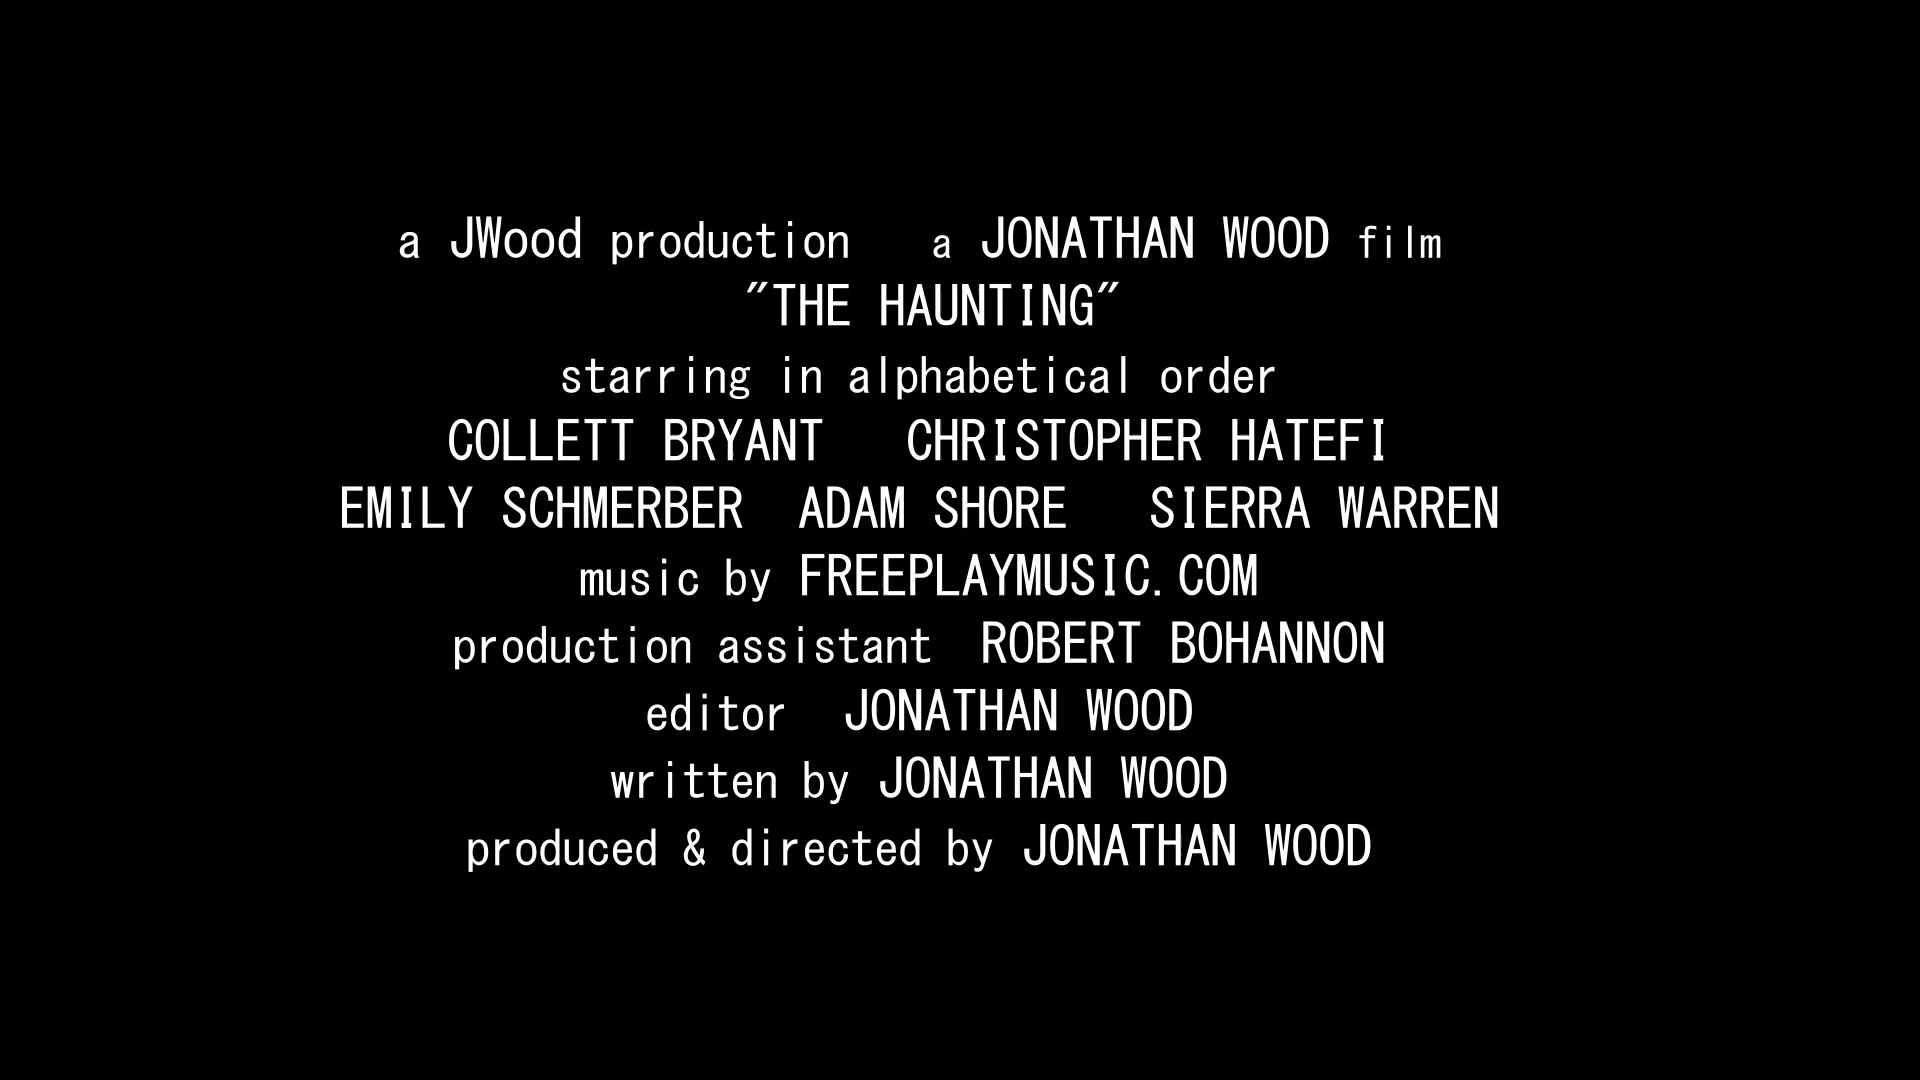 a JWood production a JONATHAN WOOD film
"THE HAUNTING"
starring in alphabetical order
COLLETT BRYANT CHRISTOPHER HATEFI
EMILY SCHMERBER ADAM SHORE SIERRA WARREN
music by FREEPLAYMUSIC.COM
production assistant ROBERT BOHANNON
editor JONATHAN WOOD
written by JONATHAN WOOD
produced & directed by JONATHAN WOOD